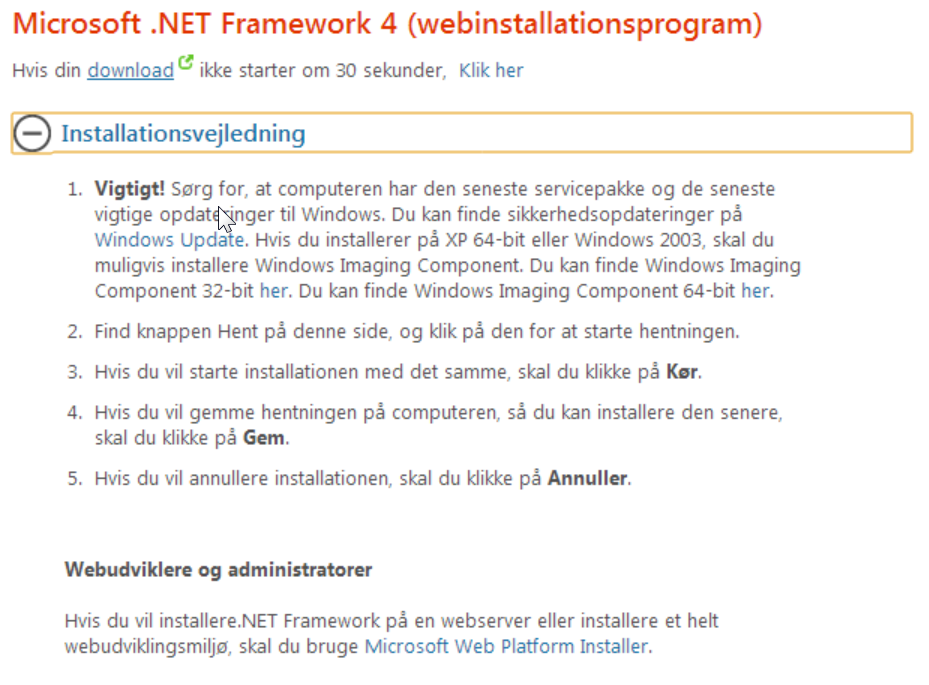 Microsoft .NET Framework 4 (webinstallationsprogram)
Hvis din download ikke starter om 30 sekunder, Klik her
Installationsvejledning
1. Vigtigt! Sørg for, at computeren har den seneste servicepakke og de seneste
vigtige opdateringer til Windows. Du kan finde sikkerhedsopdateringer på
Windows Update. Hvis du installerer på XP 64-bit eller Windows 2003, skal du
muligvis installere Windows Imaging Component. Du kan finde Windows Imaging
Component 32-bit her. Du kan finde Windows Imaging Component 64-bit her.
2. Find knappen Hent på denne side, og klik på den for at starte hentningen.
3. Hvis du vil starte installationen med det samme, skal du klikke på Kør.
4. Hvis du vil gemme hentningen på computeren, så du kan installere den senere,
skal du klikke på Gem.
5. Hvis du vil annullere installationen, skal du klikke på Annuller.
Webudviklere og administratorer
Hvis du vil installere.NET Framework på en webserver eller installere et helt
webudviklingsmiljø, skal du bruge Microsoft Web Platform Installer.